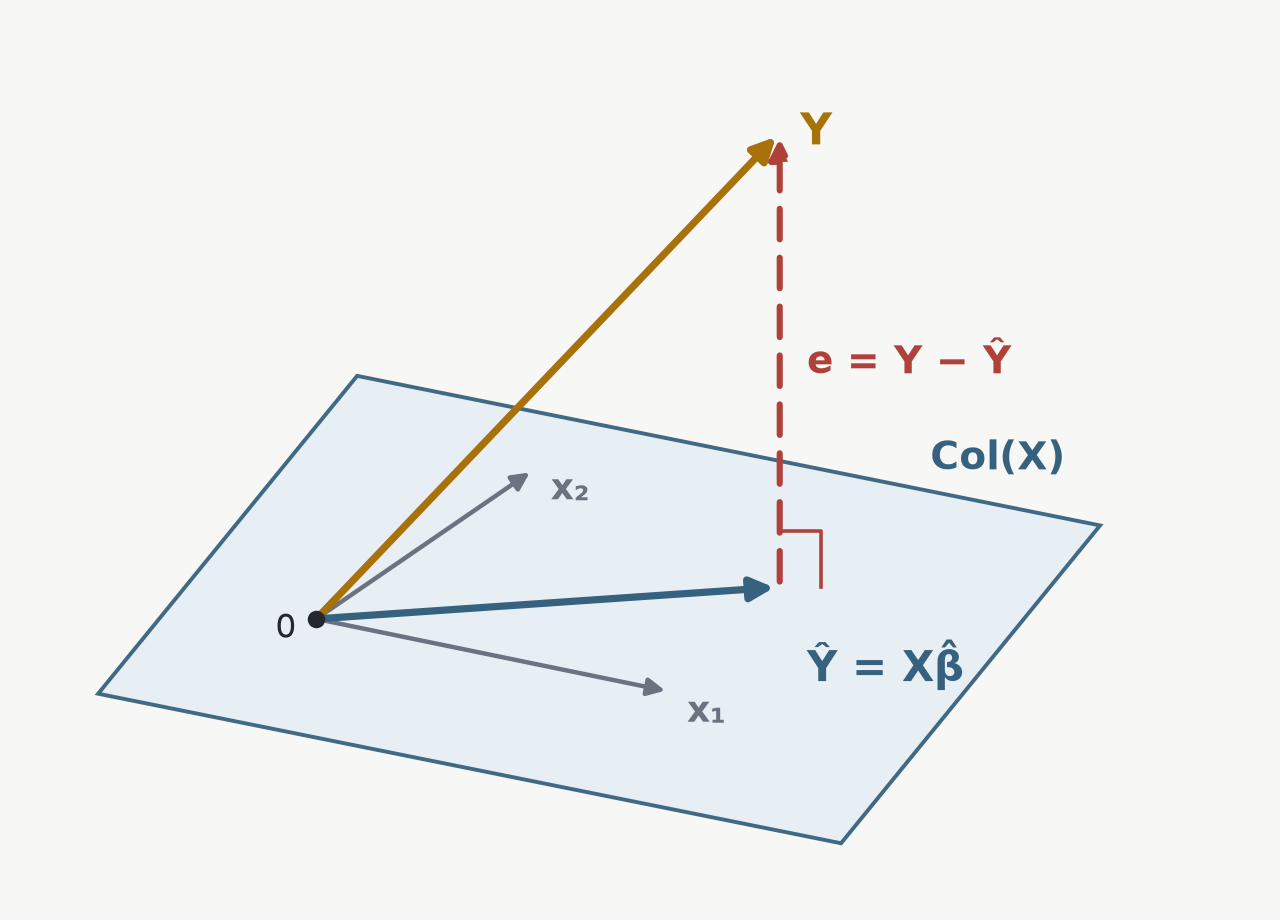 Y
e = Y − Ŷ
Col(X)
x₂
0
Ŷ = Xβ̂
x₁